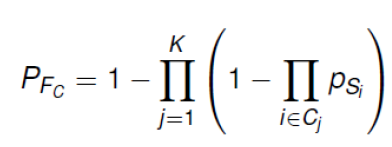 $P_{F_C} = 1 - \prod_{j=1}^{K} \left( 1 - \prod_{i \in C_j} p_{S_i} \right)$